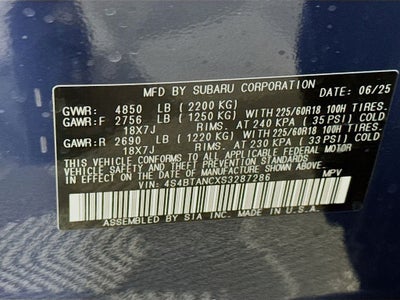 MFD BY SUBARU CORPORATION DATE: 06/25
GVWR: 4850 LB (2200 KG)
GAWR:F 2756 LB (1250 KG) WITH 225/60R18 100H TIRES.
18X7J RIMS. AT 240 KPA (35 PSI) COLD
GAWR:R 2690 LB (1220 KG) WITH 225/60R18 100H TIRES.
18X7J RIMS. AT 230 KPA (33 PSI) COLD
THIS VEHICLE CONFORMS TO ALL APPLICABLE FEDERAL MOTOR
VEHICLE SAFETY, BUMPER, AND THEFT PREVENTION
STANDARDS IN EFFECT ON THE DATE OF MANUFACTURE SHOWN ABOVE.
VIN: 4S4BTANCXS3287286 MPV
ASSEMBLED BY SIA INC. IN U.S.A.